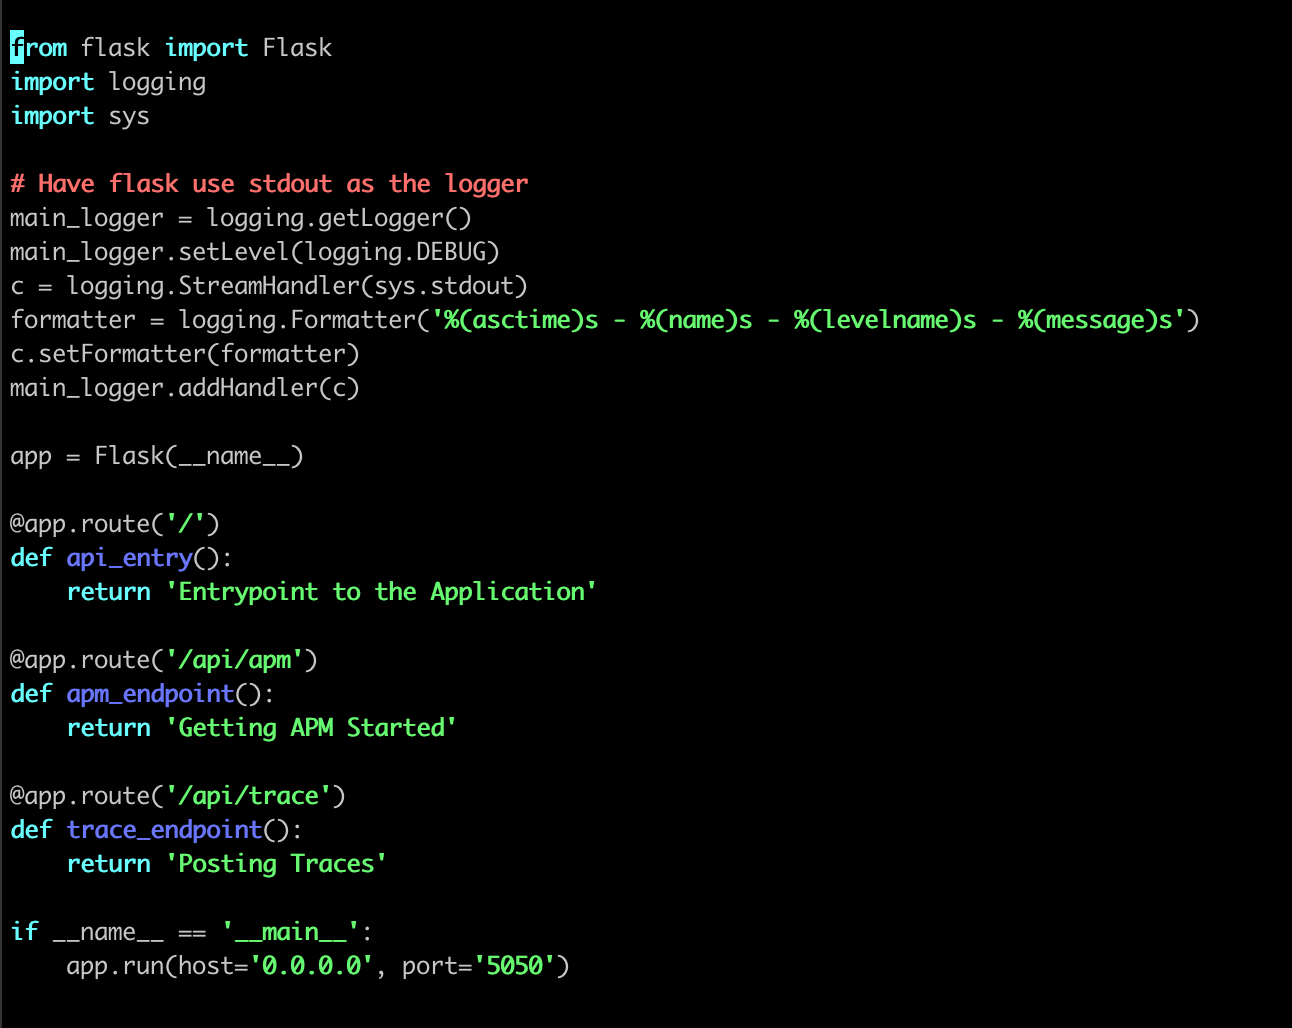 from flask import Flask
import logging
import sys

# Have flask use stdout as the logger
main_logger = logging.getLogger()
main_logger.setLevel(logging.DEBUG)
c = logging.StreamHandler(sys.stdout)
formatter = logging.Formatter('%(asctime)s - %(name)s - %(levelname)s - %(message)s')
c.setFormatter(formatter)
main_logger.addHandler(c)

app = Flask(__name__)

@app.route('/')
def api_entry():
    return 'Entrypoint to the Application'

@app.route('/api/apm')
def apm_endpoint():
    return 'Getting APM Started'

@app.route('/api/trace')
def trace_endpoint():
    return 'Posting Traces'

if __name__ == '__main__':
    app.run(host='0.0.0.0', port='5050')